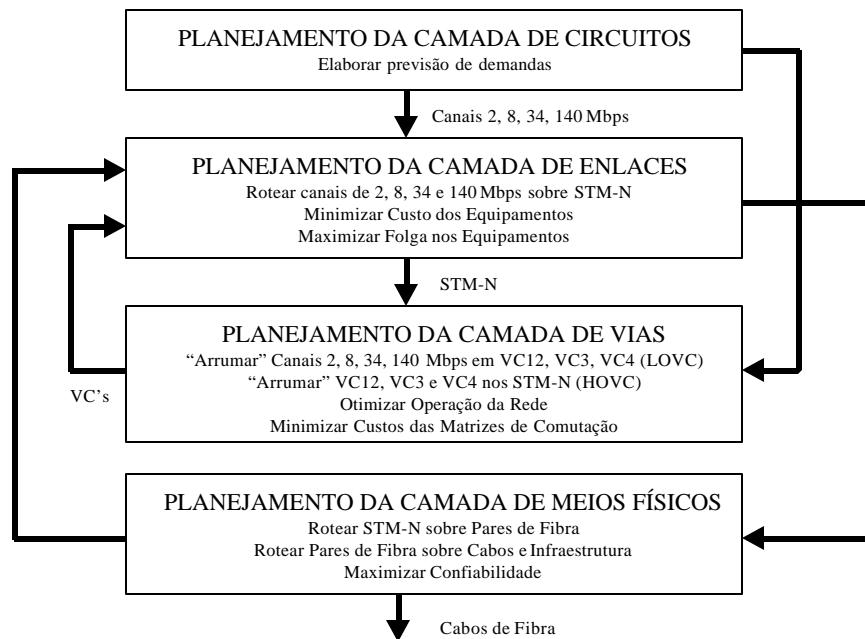 PLANEJAMENTO DA CAMADA DE CIRCUITOS
Elaborar previsão de demandas
Canais 2, 8, 34, 140 Mbps
PLANEJAMENTO DA CAMADA DE ENLACES
Rotear canais de 2, 8, 34 e 140 Mbps sobre STM-N
Minimizar Custo dos Equipamentos
Maximizar Folga nos Equipamentos
STM-N
PLANEJAMENTO DA CAMADA DE VIAS
“Arrumar” Canais 2, 8, 34, 140 Mbps em VC12, VC3, VC4 (LOVC)
“Arrumar” VC12, VC3 e VC4 nos STM-N (HOVC)
Otimizar Operação da Rede
Minimizar Custos das Matrizes de Comutação
VC’s
PLANEJAMENTO DA CAMADA DE MEIOS FÍSICOS
Rotear STM-N sobre Pares de Fibra
Rotear Pares de Fibra sobre Cabos e Infraestrutura
Maximizar Confiabilidade
Cabos de Fibra